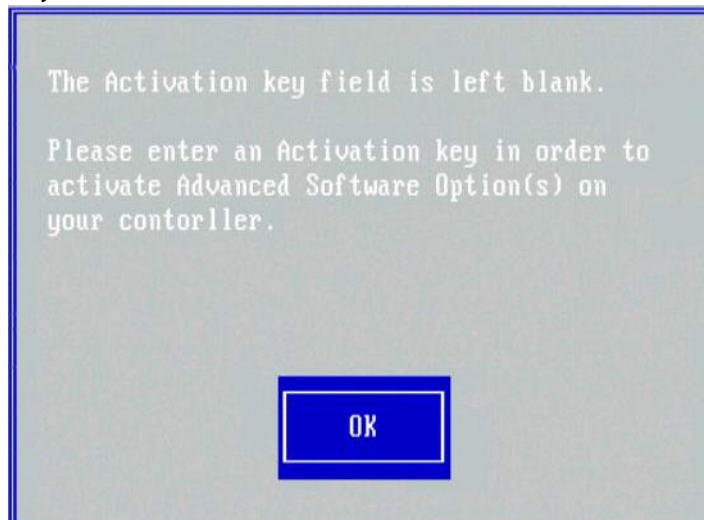 The Activation key field is left blank.
Please enter an Activation key in order to
activate Advanced Software Option(s) on
your contorller.
OK